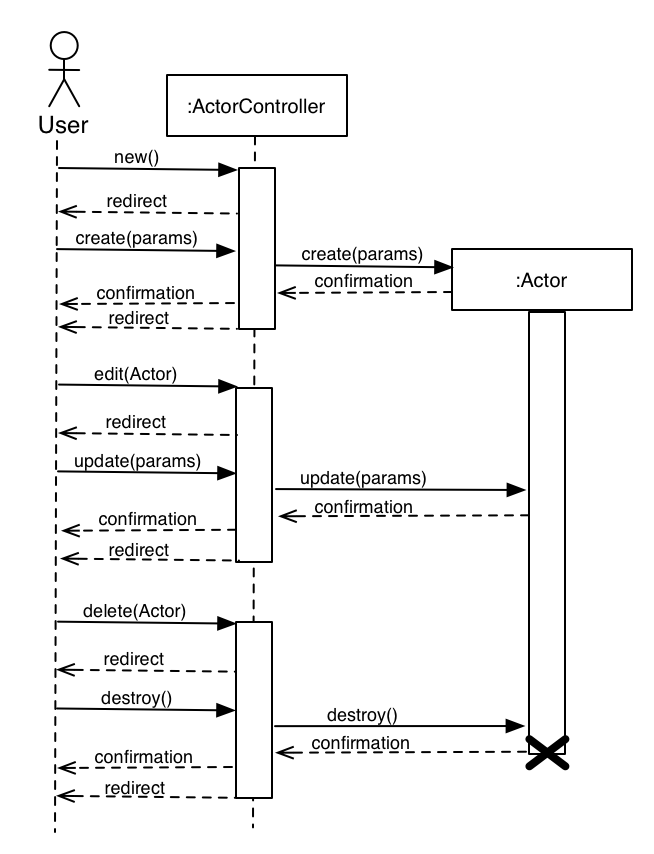 User
:ActorController
new()
redirect
create(params)
create(params)
:Actor
confirmation
confirmation
redirect
edit(Actor)
redirect
update(params)
update(params)
confirmation
confirmation
redirect
delete(Actor)
redirect
destroy()
destroy()
confirmation
confirmation
redirect